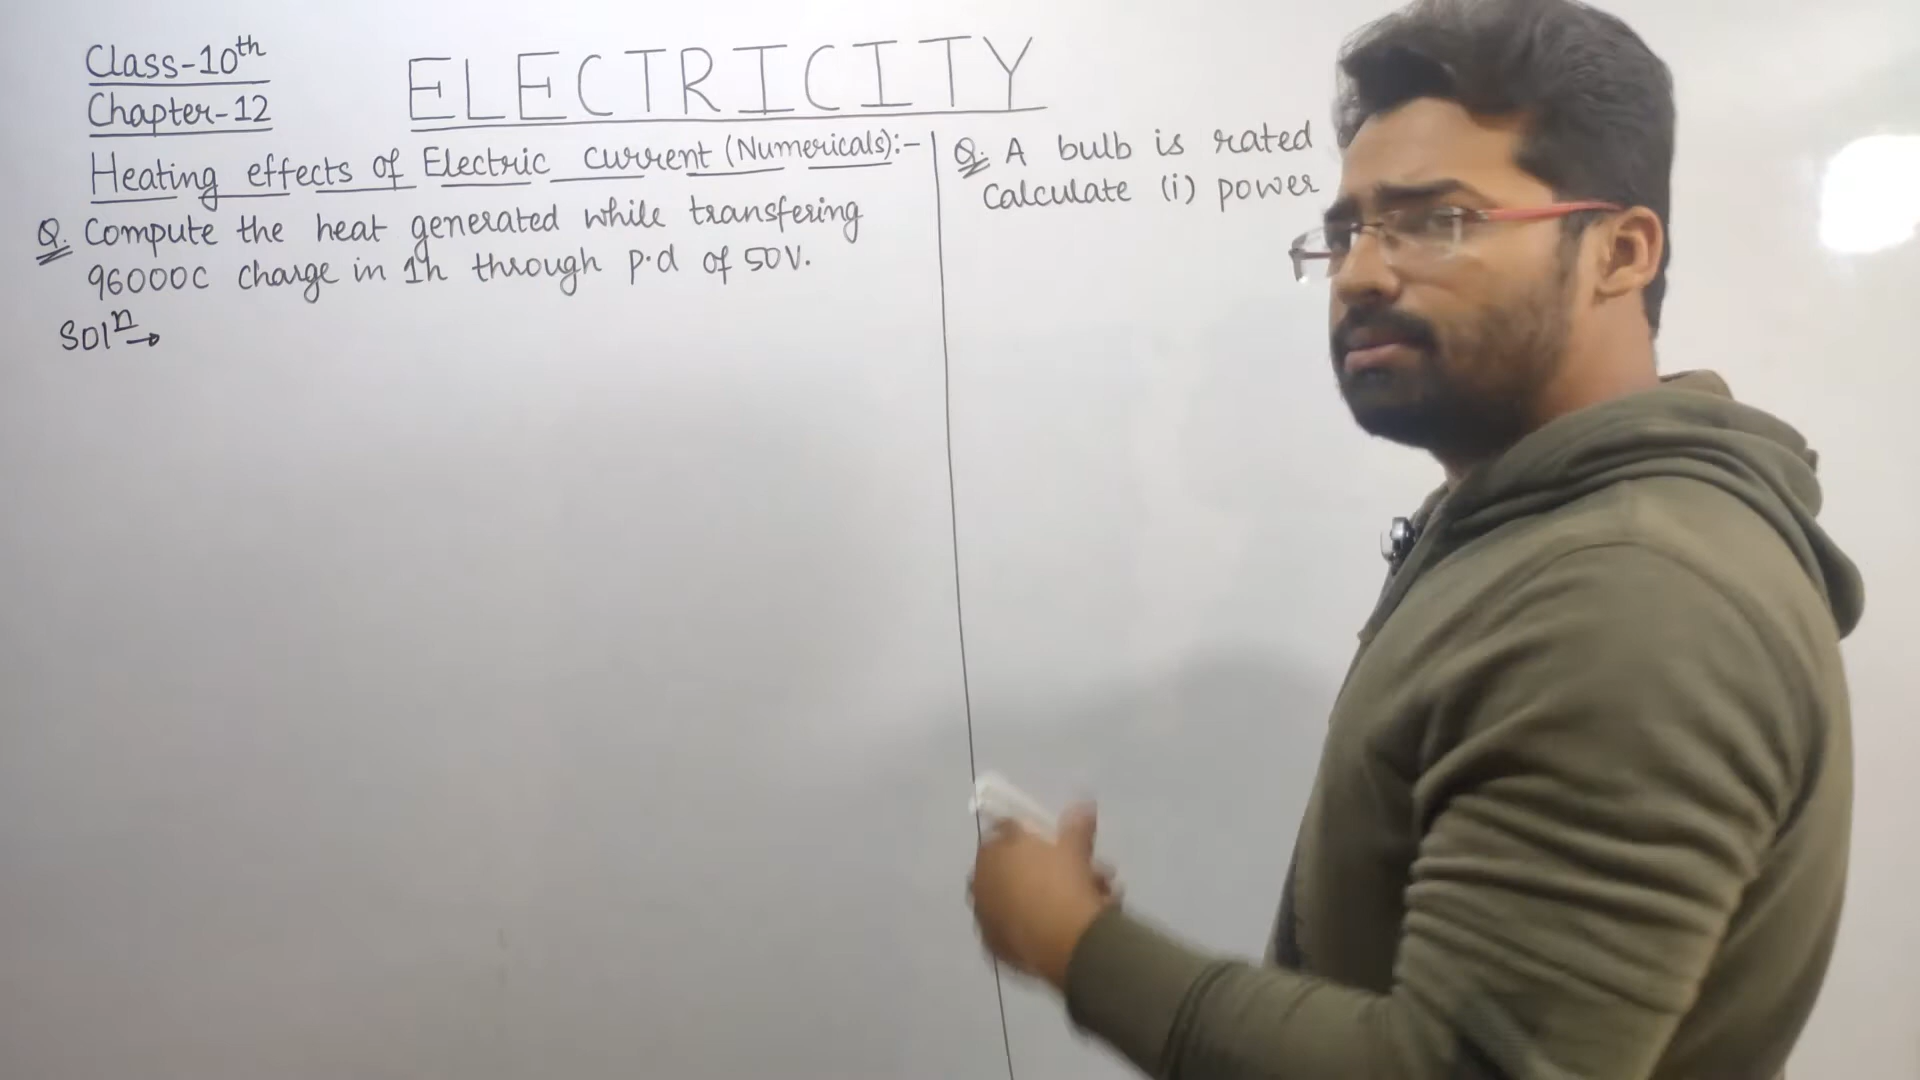 Class-10th
Chapter-12
ELECTRICITY
Heating effects of Electric current (Numericals):-
Q. Compute the heat generated while transfering
96000C charge in 1h through p.d of 50V.
Solⁿ→
Q. A bulb is rated
Calculate (i) power